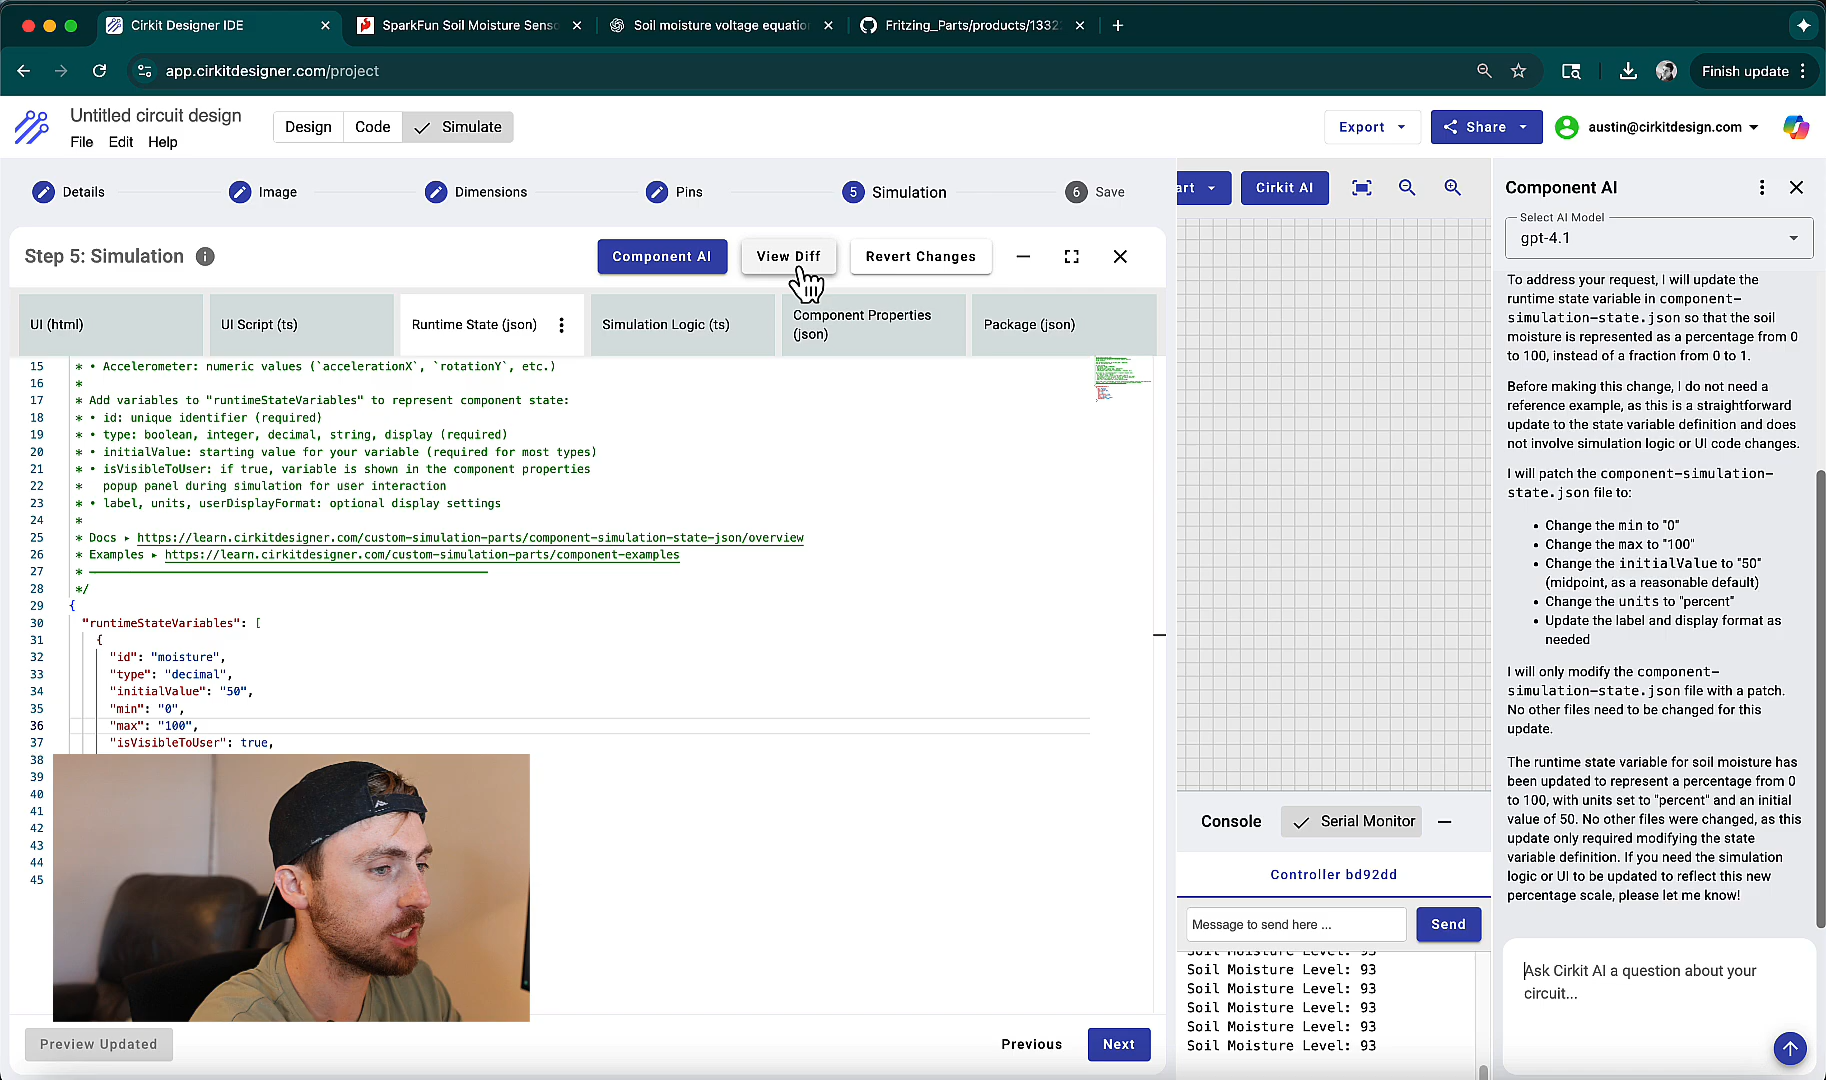 Cirkit Designer IDE
SparkFun Soil Moisture Senso
Soil moisture voltage equatio
Fritzing_Parts/products/1332
app.cirkitdesigner.com/project
Finish update
Untitled circuit design
File Edit Help
Design Code Simulate
Export
Share
austin@cirkitdesign.com
Details
Image
Dimensions
Pins
5 Simulation
6 Save
art
Cirkit AI
Step 5: Simulation
Component AI
View Diff
Revert Changes
UI (html)
UI Script (ts)
Runtime State (json)
Simulation Logic (ts)
Component Properties
(json)
Package (json)
15 * • Accelerometer: numeric values (`accelerationX`, `rotationY`, etc.)
16 *
17 * Add variables to "runtimeStateVariables" to represent component state:
18 * • id: unique identifier (required)
19 * • type: boolean, integer, decimal, string, display (required)
20 * • initialValue: starting value for your variable (required for most types)
21 * • isVisibleToUser: if true, variable is shown in the component properties
22 * popup panel during simulation for user interaction
23 * • label, units, userDisplayFormat: optional display settings
24 *
25 * Docs ▸ https://learn.cirkitdesigner.com/custom-simulation-parts/component-simulation-state-json/overview
26 * Examples ▸ https://learn.cirkitdesigner.com/custom-simulation-parts/component-examples
27 *
28 */
29 {
30 "runtimeStateVariables": [
31 {
32 "id": "moisture",
33 "type": "decimal",
34 "initialValue": "50",
35 "min": "0",
36 "max": "100",
37 "isVisibleToUser": true,
38
39
40
41
42
43
44
45
Preview Updated
Previous
Next
Console
Serial Monitor
Controller bd92dd
Message to send here ...
Send
Soil Moisture Level: 93
Soil Moisture Level: 93
Soil Moisture Level: 93
Soil Moisture Level: 93
Soil Moisture Level: 93
Soil Moisture Level: 93
Component AI
Select AI Model
gpt-4.1
To address your request, I will update the
runtime state variable in component-
simulation-state.json so that the soil
moisture is represented as a percentage from 0
to 100, instead of a fraction from 0 to 1.
Before making this change, I do not need a
reference example, as this is a straightforward
update to the state variable definition and does
not involve simulation logic or UI code changes.
I will patch the component-simulation-
state.json file to:
• Change the min to "0"
• Change the max to "100"
• Change the initialValue to "50"
(midpoint, as a reasonable default)
• Change the units to "percent"
• Update the label and display format as
needed
I will only modify the component-
simulation-state.json file with a patch.
No other files need to be changed for this
update.
The runtime state variable for soil moisture has
been updated to represent a percentage from 0
to 100, with units set to "percent" and an initial
value of 50. No other files were changed, as this
update only required modifying the state
variable definition. If you need the simulation
logic or UI to be updated to reflect this new
percentage scale, please let me know!
Ask Cirkit AI a question about your
circuit...